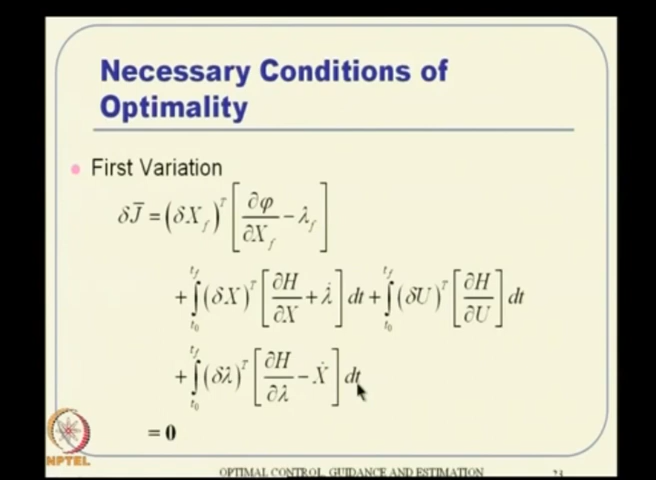 Necessary Conditions of
Optimality
First Variation
δJ̄ = (δX_f)^T [∂φ/∂X_f − λ_f]
+ ∫_{t_0}^{t_f} (δX)^T [∂H/∂X + λ̇] dt + ∫_{t_0}^{t_f} (δU)^T [∂H/∂U] dt
+ ∫_{t_0}^{t_f} (δλ)^T [∂H/∂λ − Ẋ] dt
= 0
NPTEL
OPTIMAL CONTROL, GUIDANCE AND ESTIMATION
23